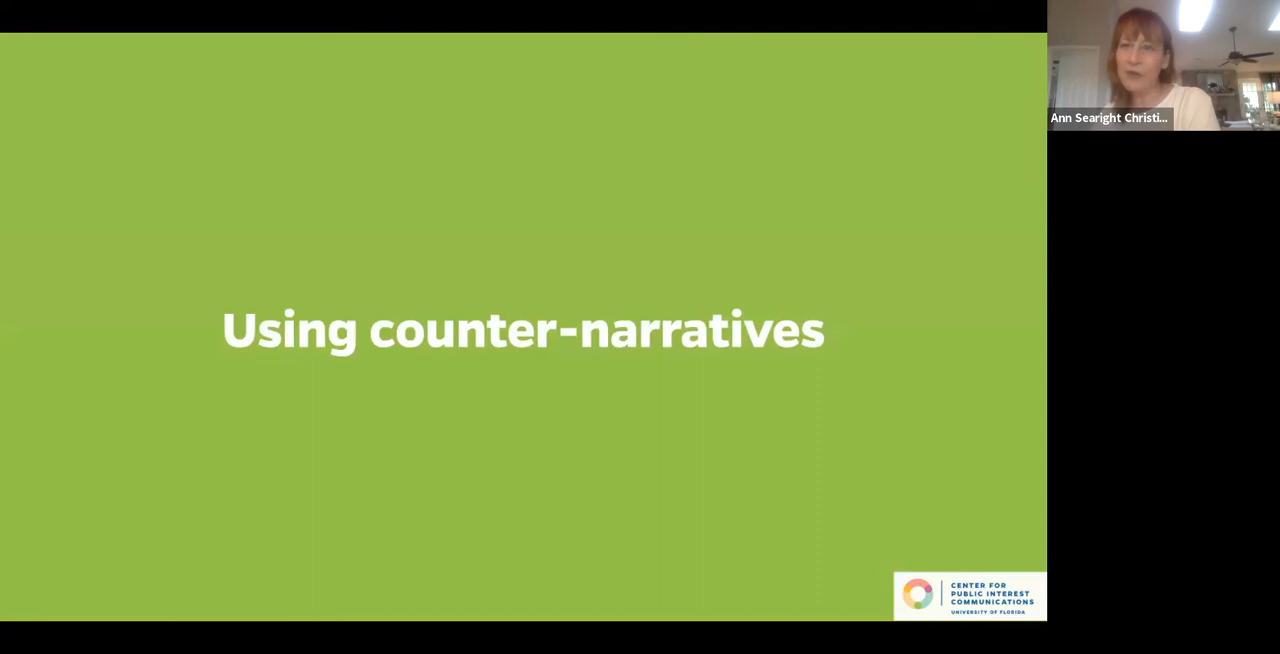 Using counter-narratives
Ann Searight Christi...
CENTER FOR
PUBLIC INTEREST
COMMUNICATIONS
UNIVERSITY OF FLORIDA